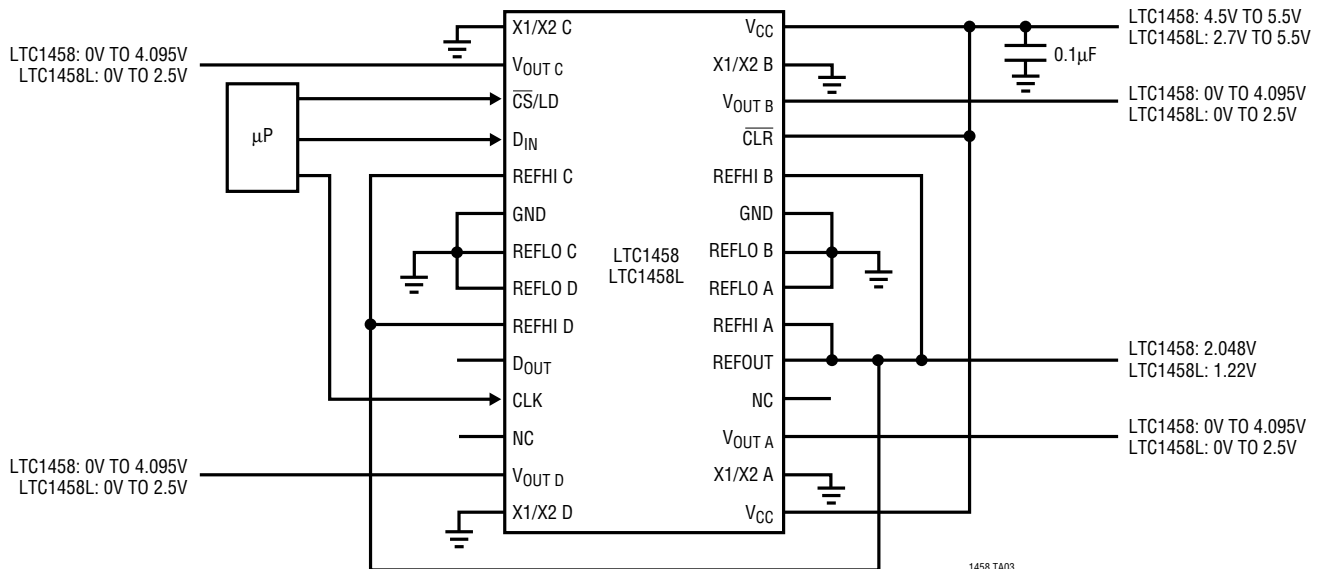 LTC1458: 0V TO 4.095V
LTC1458L: 0V TO 2.5V
µP
LTC1458: 0V TO 4.095V
LTC1458L: 0V TO 2.5V
X1/X2 C
VOUT C
CS/LD
DIN
REFHI C
GND
REFLO C
REFLO D
REFHI D
DOUT
CLK
NC
VOUT D
X1/X2 D
LTC1458
LTC1458L
VCC
X1/X2 B
VOUT B
CLR
REFHI B
GND
REFLO B
REFLO A
REFHI A
REFOUT
NC
VOUT A
X1/X2 A
VCC
LTC1458: 4.5V TO 5.5V
LTC1458L: 2.7V TO 5.5V
0.1µF
LTC1458: 0V TO 4.095V
LTC1458L: 0V TO 2.5V
LTC1458: 2.048V
LTC1458L: 1.22V
LTC1458: 0V TO 4.095V
LTC1458L: 0V TO 2.5V
1458 TA03